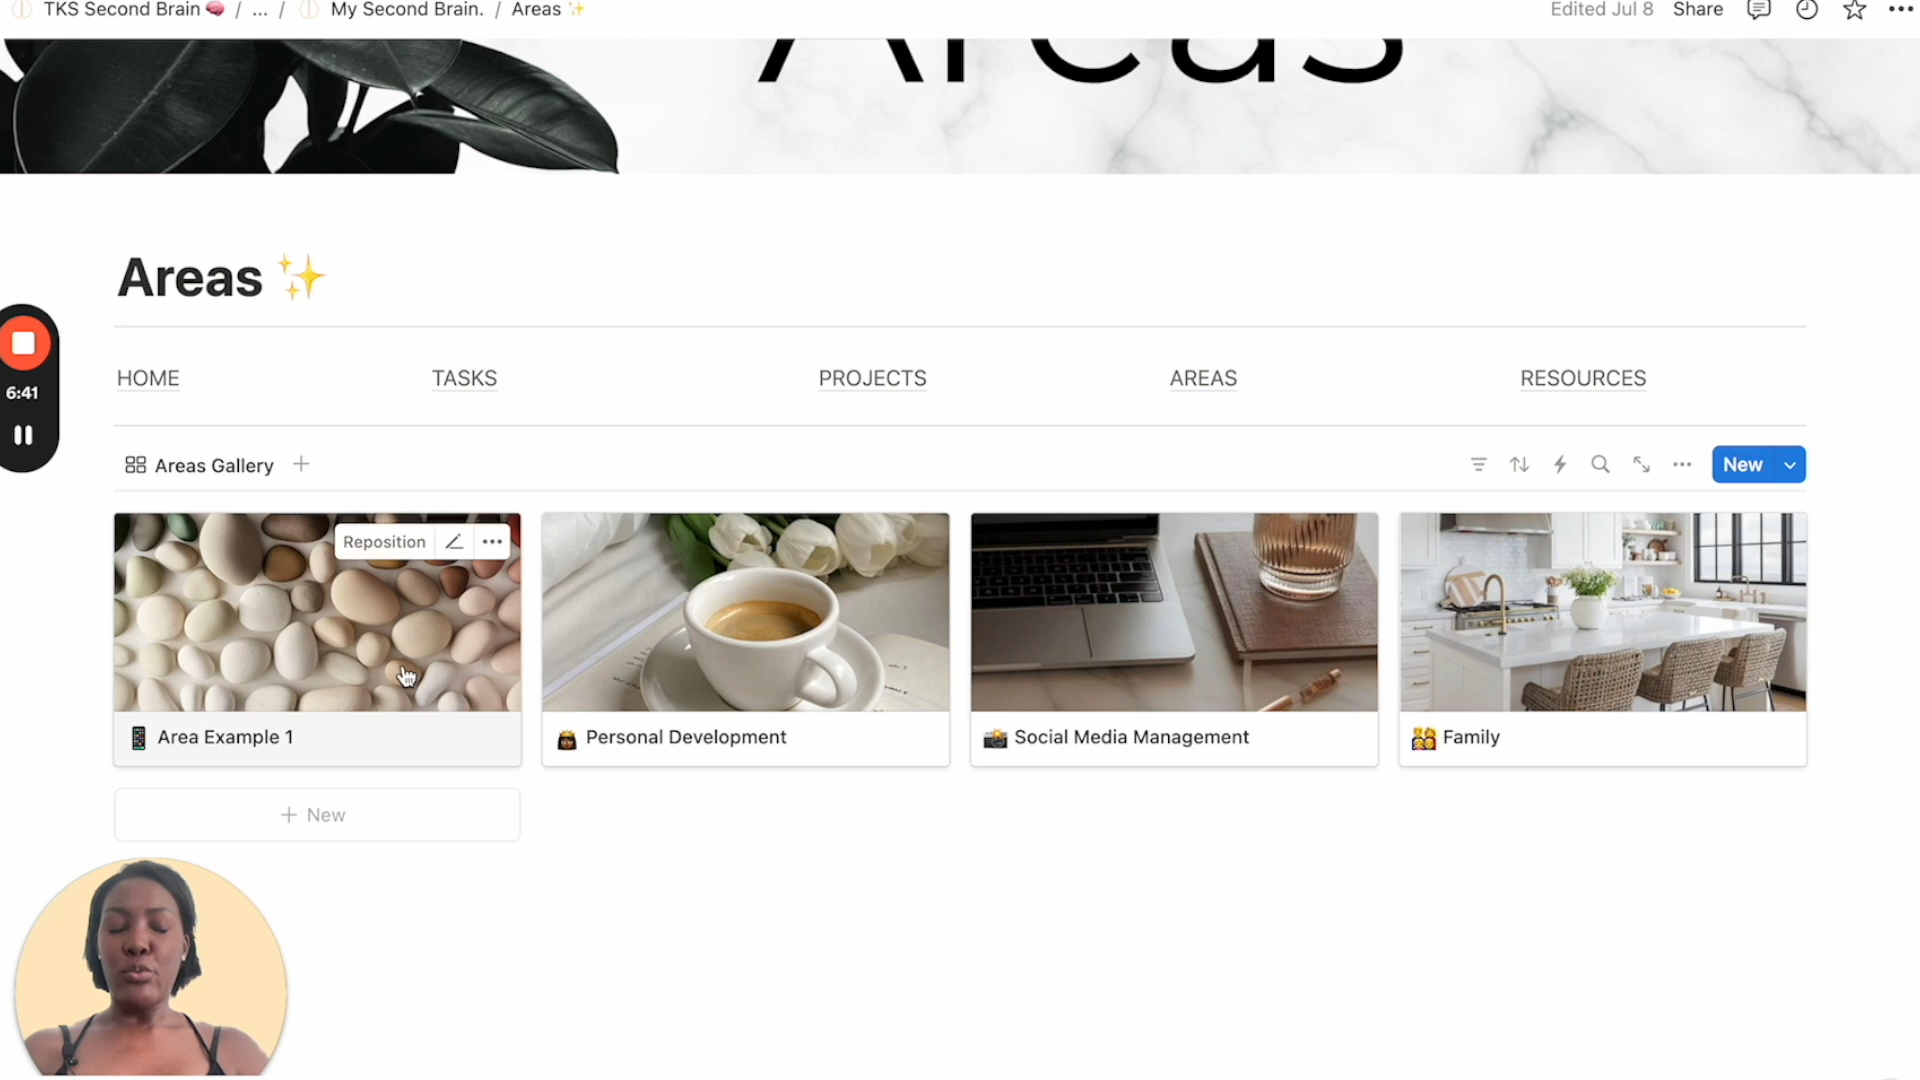 TKS Second Brain / ... / My Second Brain. / Areas
Edited Jul 8 Share
Areas
Areas
HOME TASKS PROJECTS AREAS RESOURCES
6:41
Areas Gallery
New
Reposition
Area Example 1
Personal Development
Social Media Management
Family
New